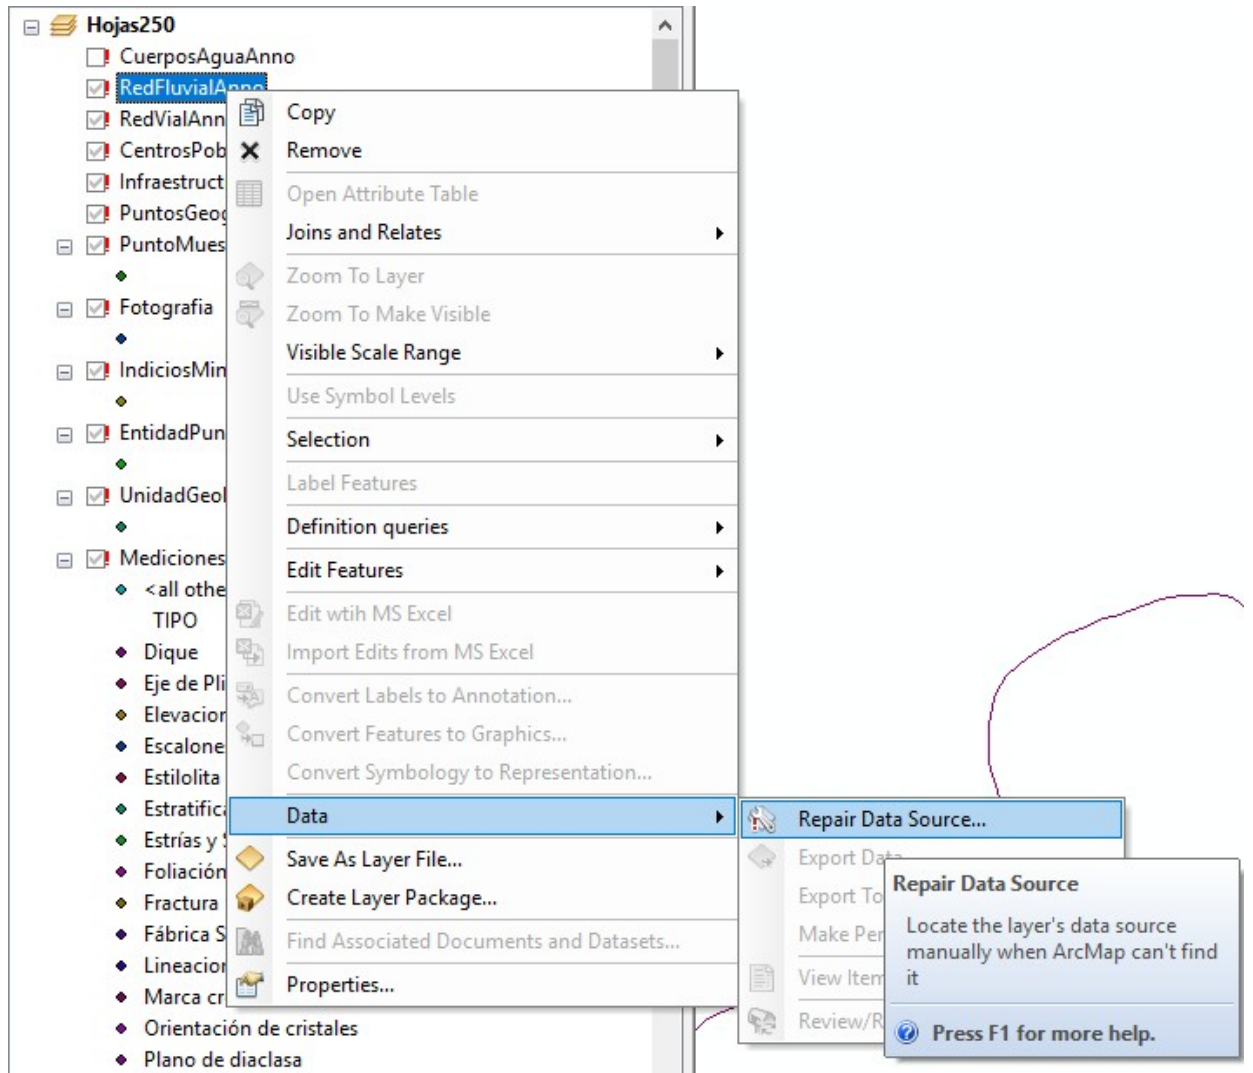 Hojas250
CuerposAguaAnno
RedFluvialAnno
RedVialAnn
CentrosPob
Infraestruct
PuntosGeog
PuntoMues
Fotografia
IndiciosMin
EntidadPun
UnidadGeol
Mediciones
<all othe
TIPO
Dique
Eje de Pli
Elevacion
Escalone
Estilolita
Estratifica
Estrías y S
Foliación
Fractura
Fábrica S
Lineacion
Marca cr
Orientación de cristales
Plano de diaclasa
Copy
Remove
Open Attribute Table
Joins and Relates
Zoom To Layer
Zoom To Make Visible
Visible Scale Range
Use Symbol Levels
Selection
Label Features
Definition queries
Edit Features
Edit wtih MS Excel
Import Edits from MS Excel
Convert Labels to Annotation...
Convert Features to Graphics...
Convert Symbology to Representation...
Data
Save As Layer File...
Create Layer Package...
Find Associated Documents and Datasets...
Properties...
Repair Data Source...
Export Data
Export To
Make Per
View Item
Review/R
Repair Data Source
Locate the layer's data source
manually when ArcMap can't find
it
Press F1 for more help.